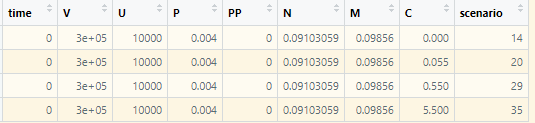 time V U P PP N M C scenario
0 3e+05 10000 0.004 0 0.09103059 0.09856 0.000 14
0 3e+05 10000 0.004 0 0.09103059 0.09856 0.055 20
0 3e+05 10000 0.004 0 0.09103059 0.09856 0.550 29
0 3e+05 10000 0.004 0 0.09103059 0.09856 5.500 35